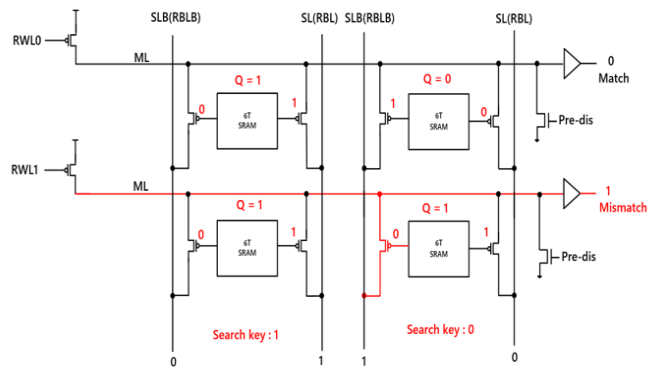 SLB(RBLB) SL(RBL) SLB(RBLB) SL(RBL)
RWL0
ML
Q = 1
Q = 0
0
Match
0
6T
SRAM
1
1
6T
SRAM
0
Pre-dis
RWL1
ML
Q = 1
Q = 1
1
Mismatch
0
6T
SRAM
1
0
6T
SRAM
1
Pre-dis
Search key : 1
Search key : 0
0
1
1
0